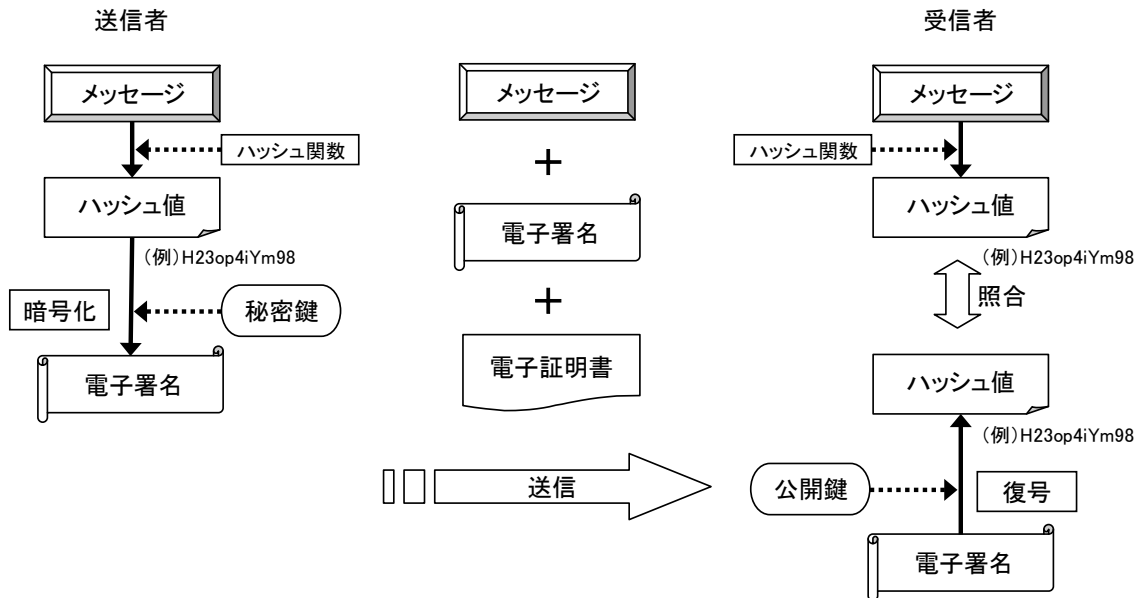 送信者
メッセージ
ハッシュ関数
ハッシュ値
(例)H23op4iYm98
暗号化
秘密鍵
電子署名
メッセージ
+
電子署名
+
電子証明書
送信
受信者
メッセージ
ハッシュ関数
ハッシュ値
(例)H23op4iYm98
照合
ハッシュ値
(例)H23op4iYm98
公開鍵
復号
電子署名